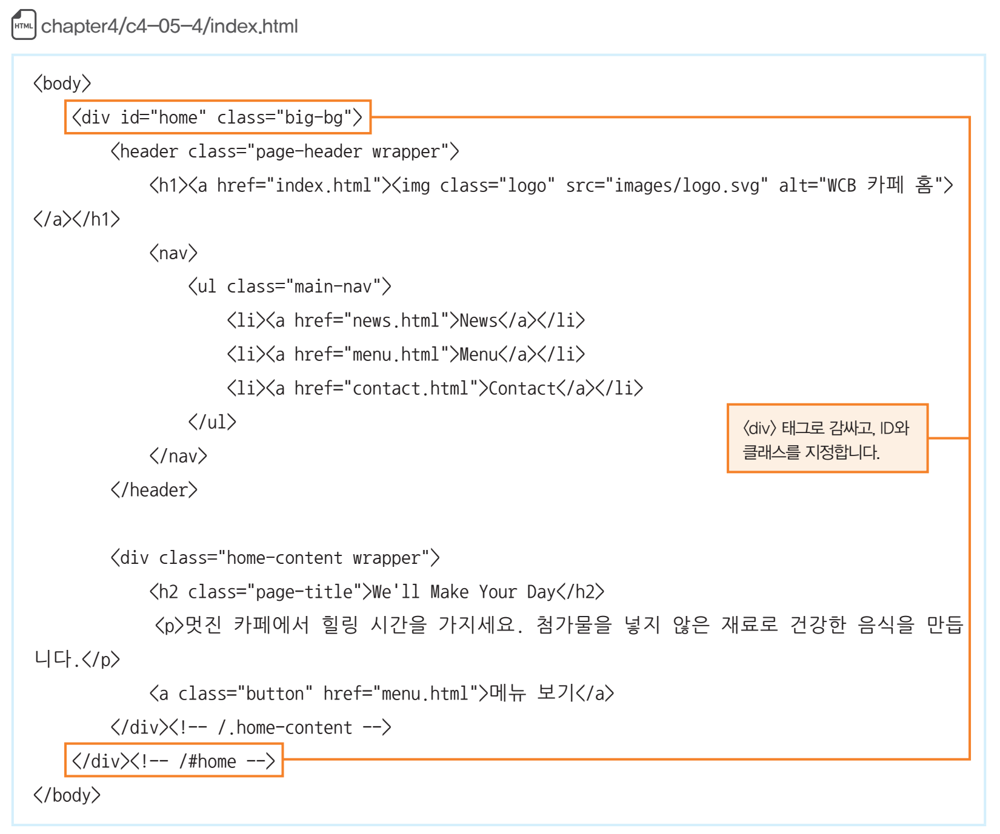 HTML chapter4/c4-05-4/index.html
<body>
<div id="home" class="big-bg">
<header class="page-header wrapper">
<h1><a href="index.html"><img class="logo" src="images/logo.svg" alt="WCB 카페 홈">
</a></h1>
<nav>
<ul class="main-nav">
<li><a href="news.html">News</a></li>
<li><a href="menu.html">Menu</a></li>
<li><a href="contact.html">Contact</a></li>
</ul>
<div> 태그로 감싸고, ID와
클래스를 지정합니다.
</nav>
</header>
<div class="home-content wrapper">
<h2 class="page-title">We'll Make Your Day</h2>
<p>멋진 카페에서 힐링 시간을 가지세요. 첨가물을 넣지 않은 재료로 건강한 음식을 만듭
니다.</p>
<a class="button" href="menu.html">메뉴 보기</a>
</div><!-- /.home-content -->
</div><!-- /#home -->
</body>